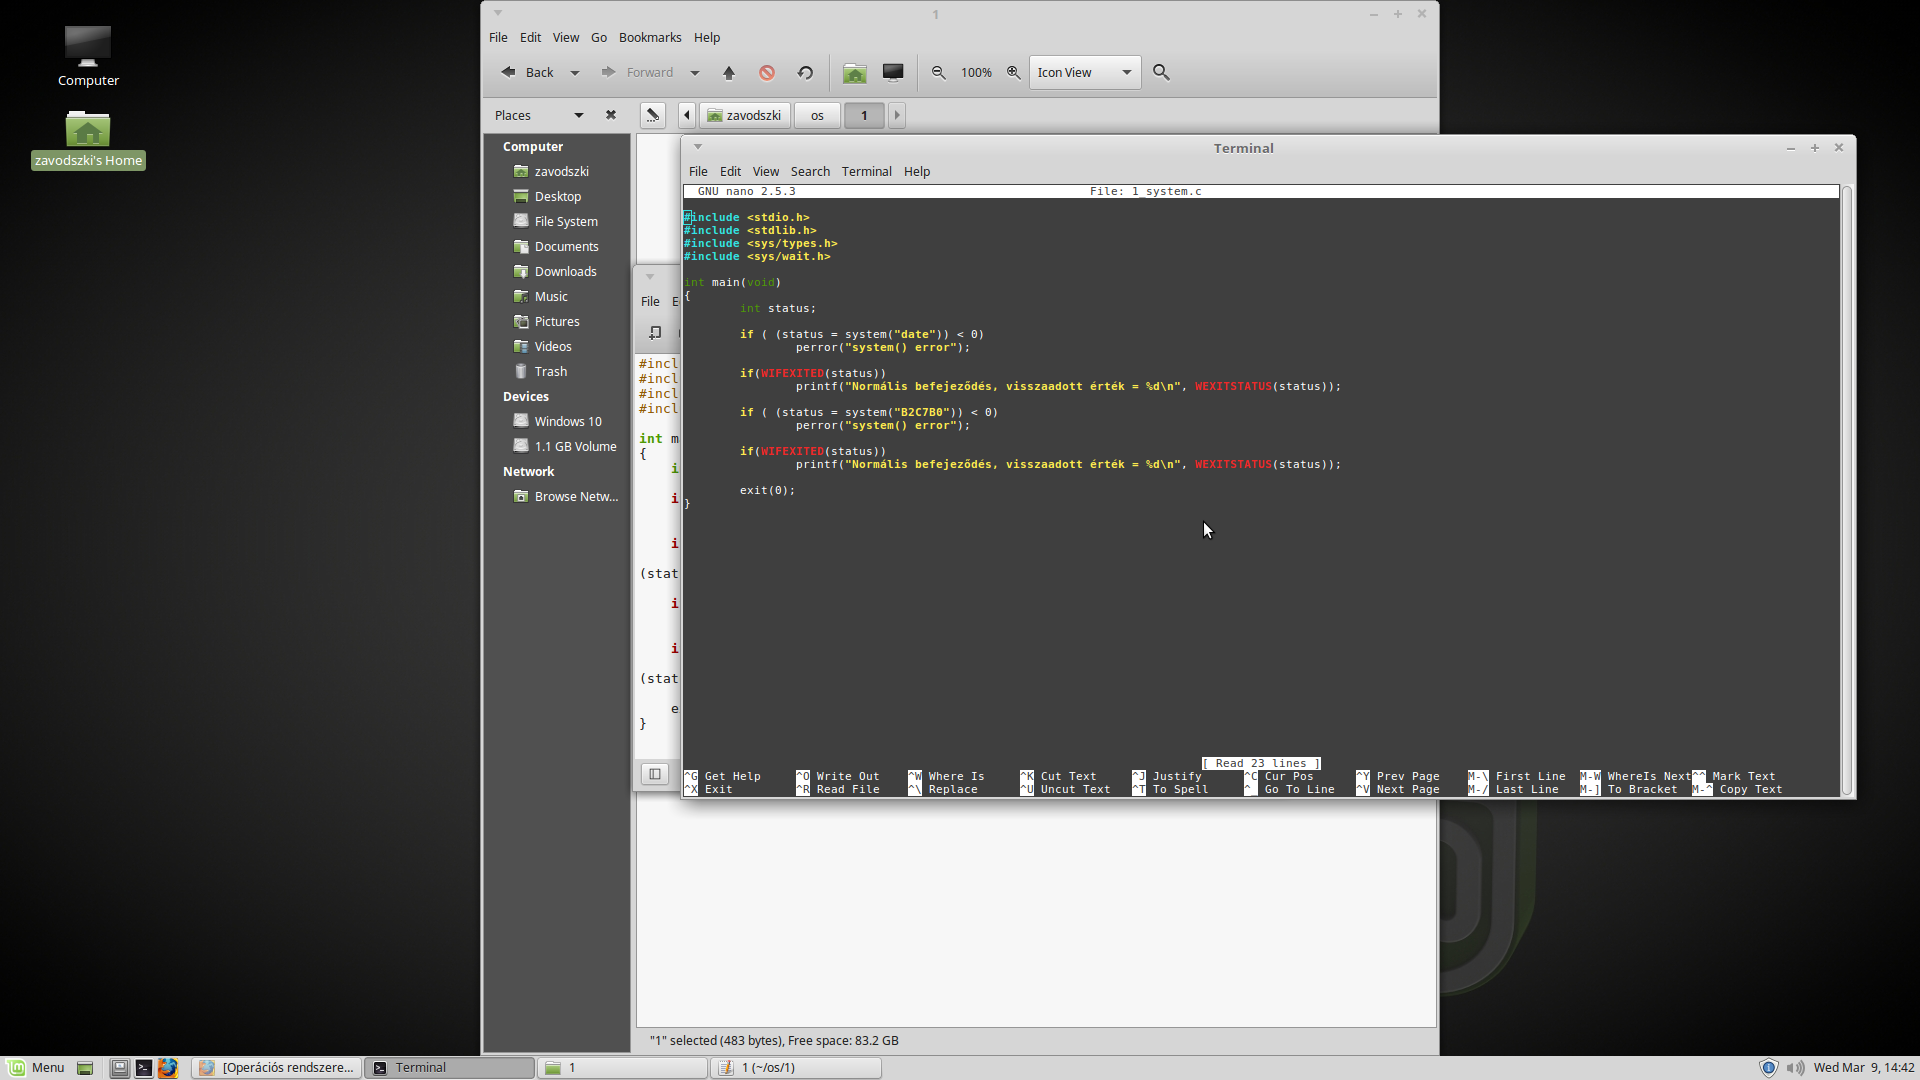 Computer
zavodszki's Home
1
File Edit View Go Bookmarks Help
Back Forward 100% Icon View
Places
zavodszki os 1
Computer
zavodszki
Desktop
File System
Documents
Downloads
Music
Pictures
Videos
Trash
Devices
Windows 10
1.1 GB Volume
Network
Browse Netw...
File E
#incl
#incl
#incl
#incl
int m
{
i
i
i
(stat
i
i
(stat
e
}
Terminal
File Edit View Search Terminal Help
GNU nano 2.5.3 File: 1_system.c
#include <stdio.h>
#include <stdlib.h>
#include <sys/types.h>
#include <sys/wait.h>
int main(void)
{
int status;
if ( (status = system("date")) < 0)
perror("system() error");
if(WIFEXITED(status))
printf("Normális befejeződés, visszaadott érték = %d\n", WEXITSTATUS(status));
if ( (status = system("B2C7B0")) < 0)
perror("system() error");
if(WIFEXITED(status))
printf("Normális befejeződés, visszaadott érték = %d\n", WEXITSTATUS(status));
exit(0);
}
[ Read 23 lines ]
^G Get Help ^O Write Out ^W Where Is ^K Cut Text ^J Justify ^C Cur Pos ^Y Prev Page M-\ First Line M-W WhereIs Next ^^ Mark Text
^X Exit ^R Read File ^\ Replace ^U Uncut Text ^T To Spell ^_ Go To Line ^V Next Page M-/ Last Line M-] To Bracket M-^ Copy Text
"1" selected (483 bytes), Free space: 83.2 GB
Menu [Operációs rendszere... Terminal 1 1 (~/os/1) Wed Mar 9, 14:42